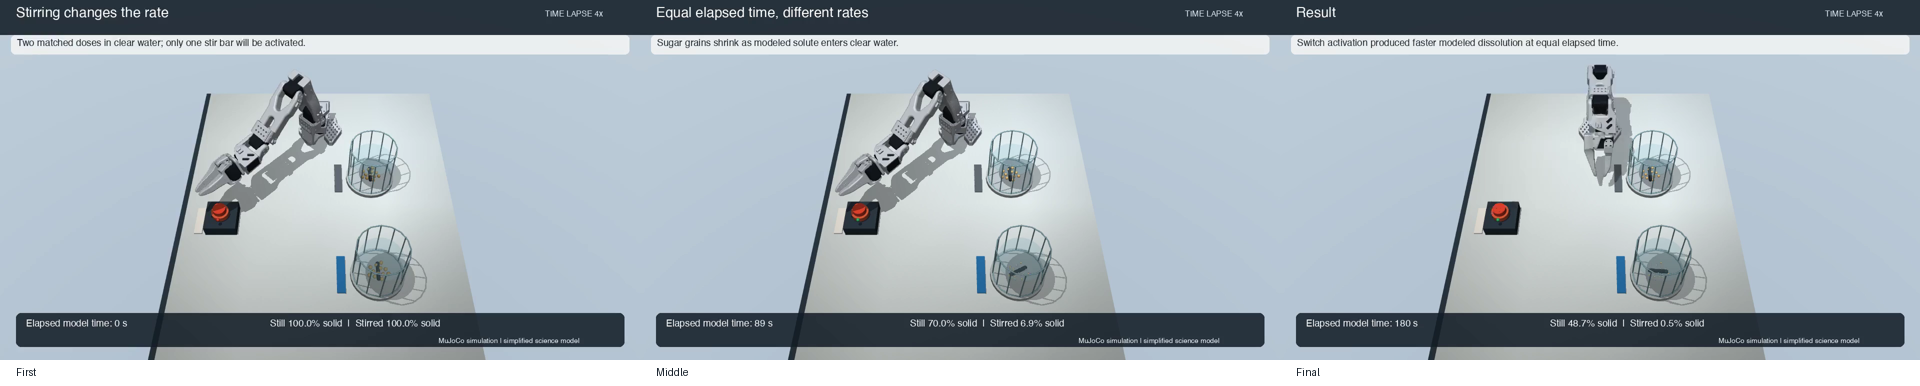 Stirring changes the rate
TIME LAPSE 4x
Two matched doses in clear water; only one stir bar will be activated.
Elapsed model time: 0 s
Still 100.0% solid | Stirred 100.0% solid
MuJoCo simulation | simplified science model
First
Equal elapsed time, different rates
TIME LAPSE 4x
Sugar grains shrink as modeled solute enters clear water.
Elapsed model time: 89 s
Still 70.0% solid | Stirred 6.9% solid
MuJoCo simulation | simplified science model
Middle
Result
TIME LAPSE 4x
Switch activation produced faster modeled dissolution at equal elapsed time.
Elapsed model time: 180 s
Still 48.7% solid | Stirred 0.5% solid
MuJoCo simulation | simplified science model
Final